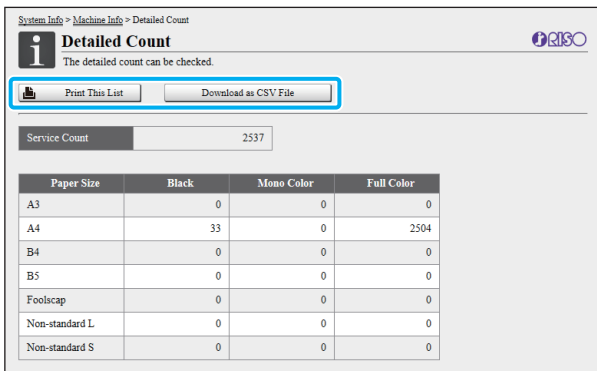 System Info > Machine Info > Detailed Count
i Detailed Count RISO
The detailed count can be checked.
Print This List Download as CSV File
Service Count 2537
Paper Size Black Mono Color Full Color
A3 0 0 0
A4 33 0 2504
B4 0 0 0
B5 0 0 0
Foolscap 0 0 0
Non-standard L 0 0 0
Non-standard S 0 0 0